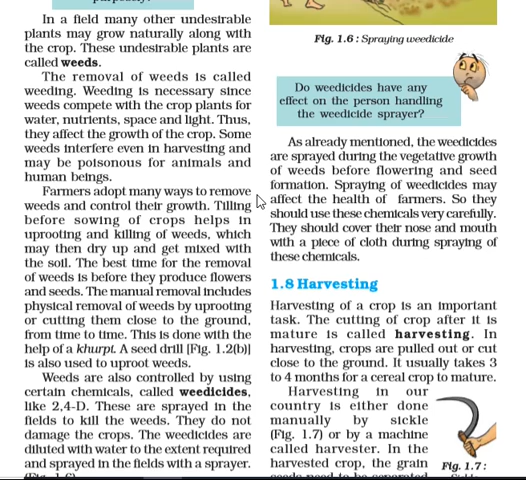 In a field many other undesirable
plants may grow naturally along with
the crop. These undesirable plants are
called weeds.
The removal of weeds is called
weeding. Weeding is necessary since
weeds compete with the crop plants for
water, nutrients, space and light. Thus,
they affect the growth of the crop. Some
weeds interfere even in harvesting and
may be poisonous for animals and
human beings.
Farmers adopt many ways to remove
weeds and control their growth. Tilling
before sowing of crops helps in
uprooting and killing of weeds, which
may then dry up and get mixed with
the soil. The best time for the removal
of weeds is before they produce flowers
and seeds. The manual removal includes
physical removal of weeds by uprooting
or cutting them close to the ground,
from time to time. This is done with the
help of a khurpi. A seed drill [Fig. 1.2(b)]
is also used to uproot weeds.
Weeds are also controlled by using
certain chemicals, called weedicides,
like 2,4-D. These are sprayed in the
fields to kill the weeds. They do not
damage the crops. The weedicides are
diluted with water to the extent required
and sprayed in the fields with a sprayer.
Fig. 1.6 : Spraying weedicide
Do weedicides have any
effect on the person handling
the weedicide sprayer?
As already mentioned, the weedicides
are sprayed during the vegetative growth
of weeds before flowering and seed
formation. Spraying of weedicides may
affect the health of farmers. So they
should use these chemicals very carefully.
They should cover their nose and mouth
with a piece of cloth during spraying of
these chemicals.
1.8 Harvesting
Harvesting of a crop is an important
task. The cutting of crop after it is
mature is called harvesting. In
harvesting, crops are pulled out or cut
close to the ground. It usually takes 3
to 4 months for a cereal crop to mature.
Harvesting in our
country is either done
manually by sickle
(Fig. 1.7) or by a machine
called harvester. In the
harvested crop, the grain
Fig. 1.7 :